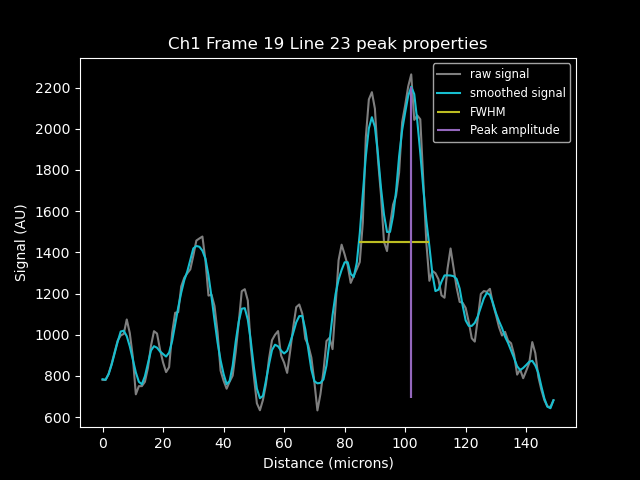 Ch1 Frame 19 Line 23 peak properties
raw signal
smoothed signal
FWHM
Peak amplitude
Signal (AU)
2200
2000
1800
1600
1400
1200
1000
800
600
0 20 40 60 80 100 120 140
Distance (microns)